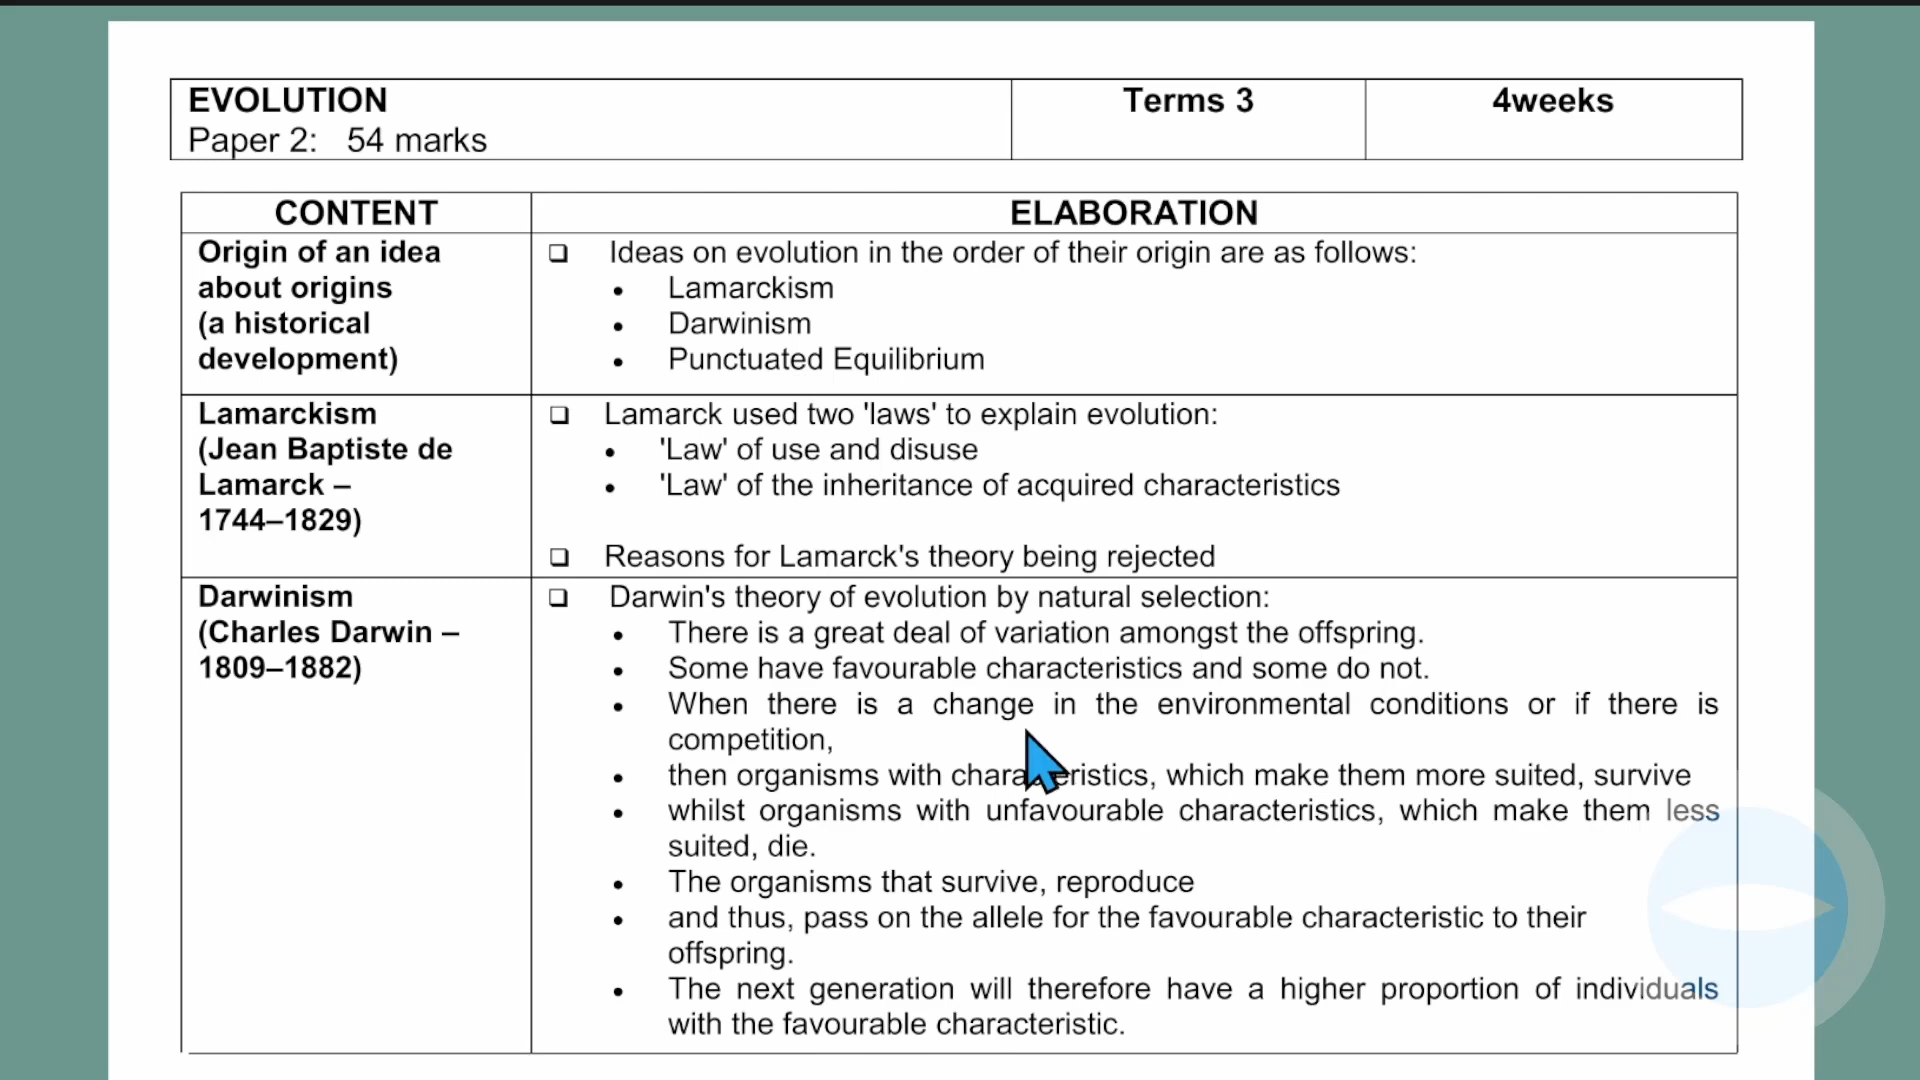 EVOLUTION
Paper 2: 54 marks
Terms 3
4weeks
CONTENT
ELABORATION
Origin of an idea
about origins
(a historical
development)
❑ Ideas on evolution in the order of their origin are as follows:
• Lamarckism
• Darwinism
• Punctuated Equilibrium
Lamarckism
(Jean Baptiste de
Lamarck –
1744–1829)
❑ Lamarck used two 'laws' to explain evolution:
• 'Law' of use and disuse
• 'Law' of the inheritance of acquired characteristics
❑ Reasons for Lamarck's theory being rejected
Darwinism
(Charles Darwin –
1809–1882)
❑ Darwin's theory of evolution by natural selection:
• There is a great deal of variation amongst the offspring.
• Some have favourable characteristics and some do not.
• When there is a change in the environmental conditions or if there is
competition,
• then organisms with characteristics, which make them more suited, survive
• whilst organisms with unfavourable characteristics, which make them less
suited, die.
• The organisms that survive, reproduce
• and thus, pass on the allele for the favourable characteristic to their
offspring.
• The next generation will therefore have a higher proportion of individuals
with the favourable characteristic.